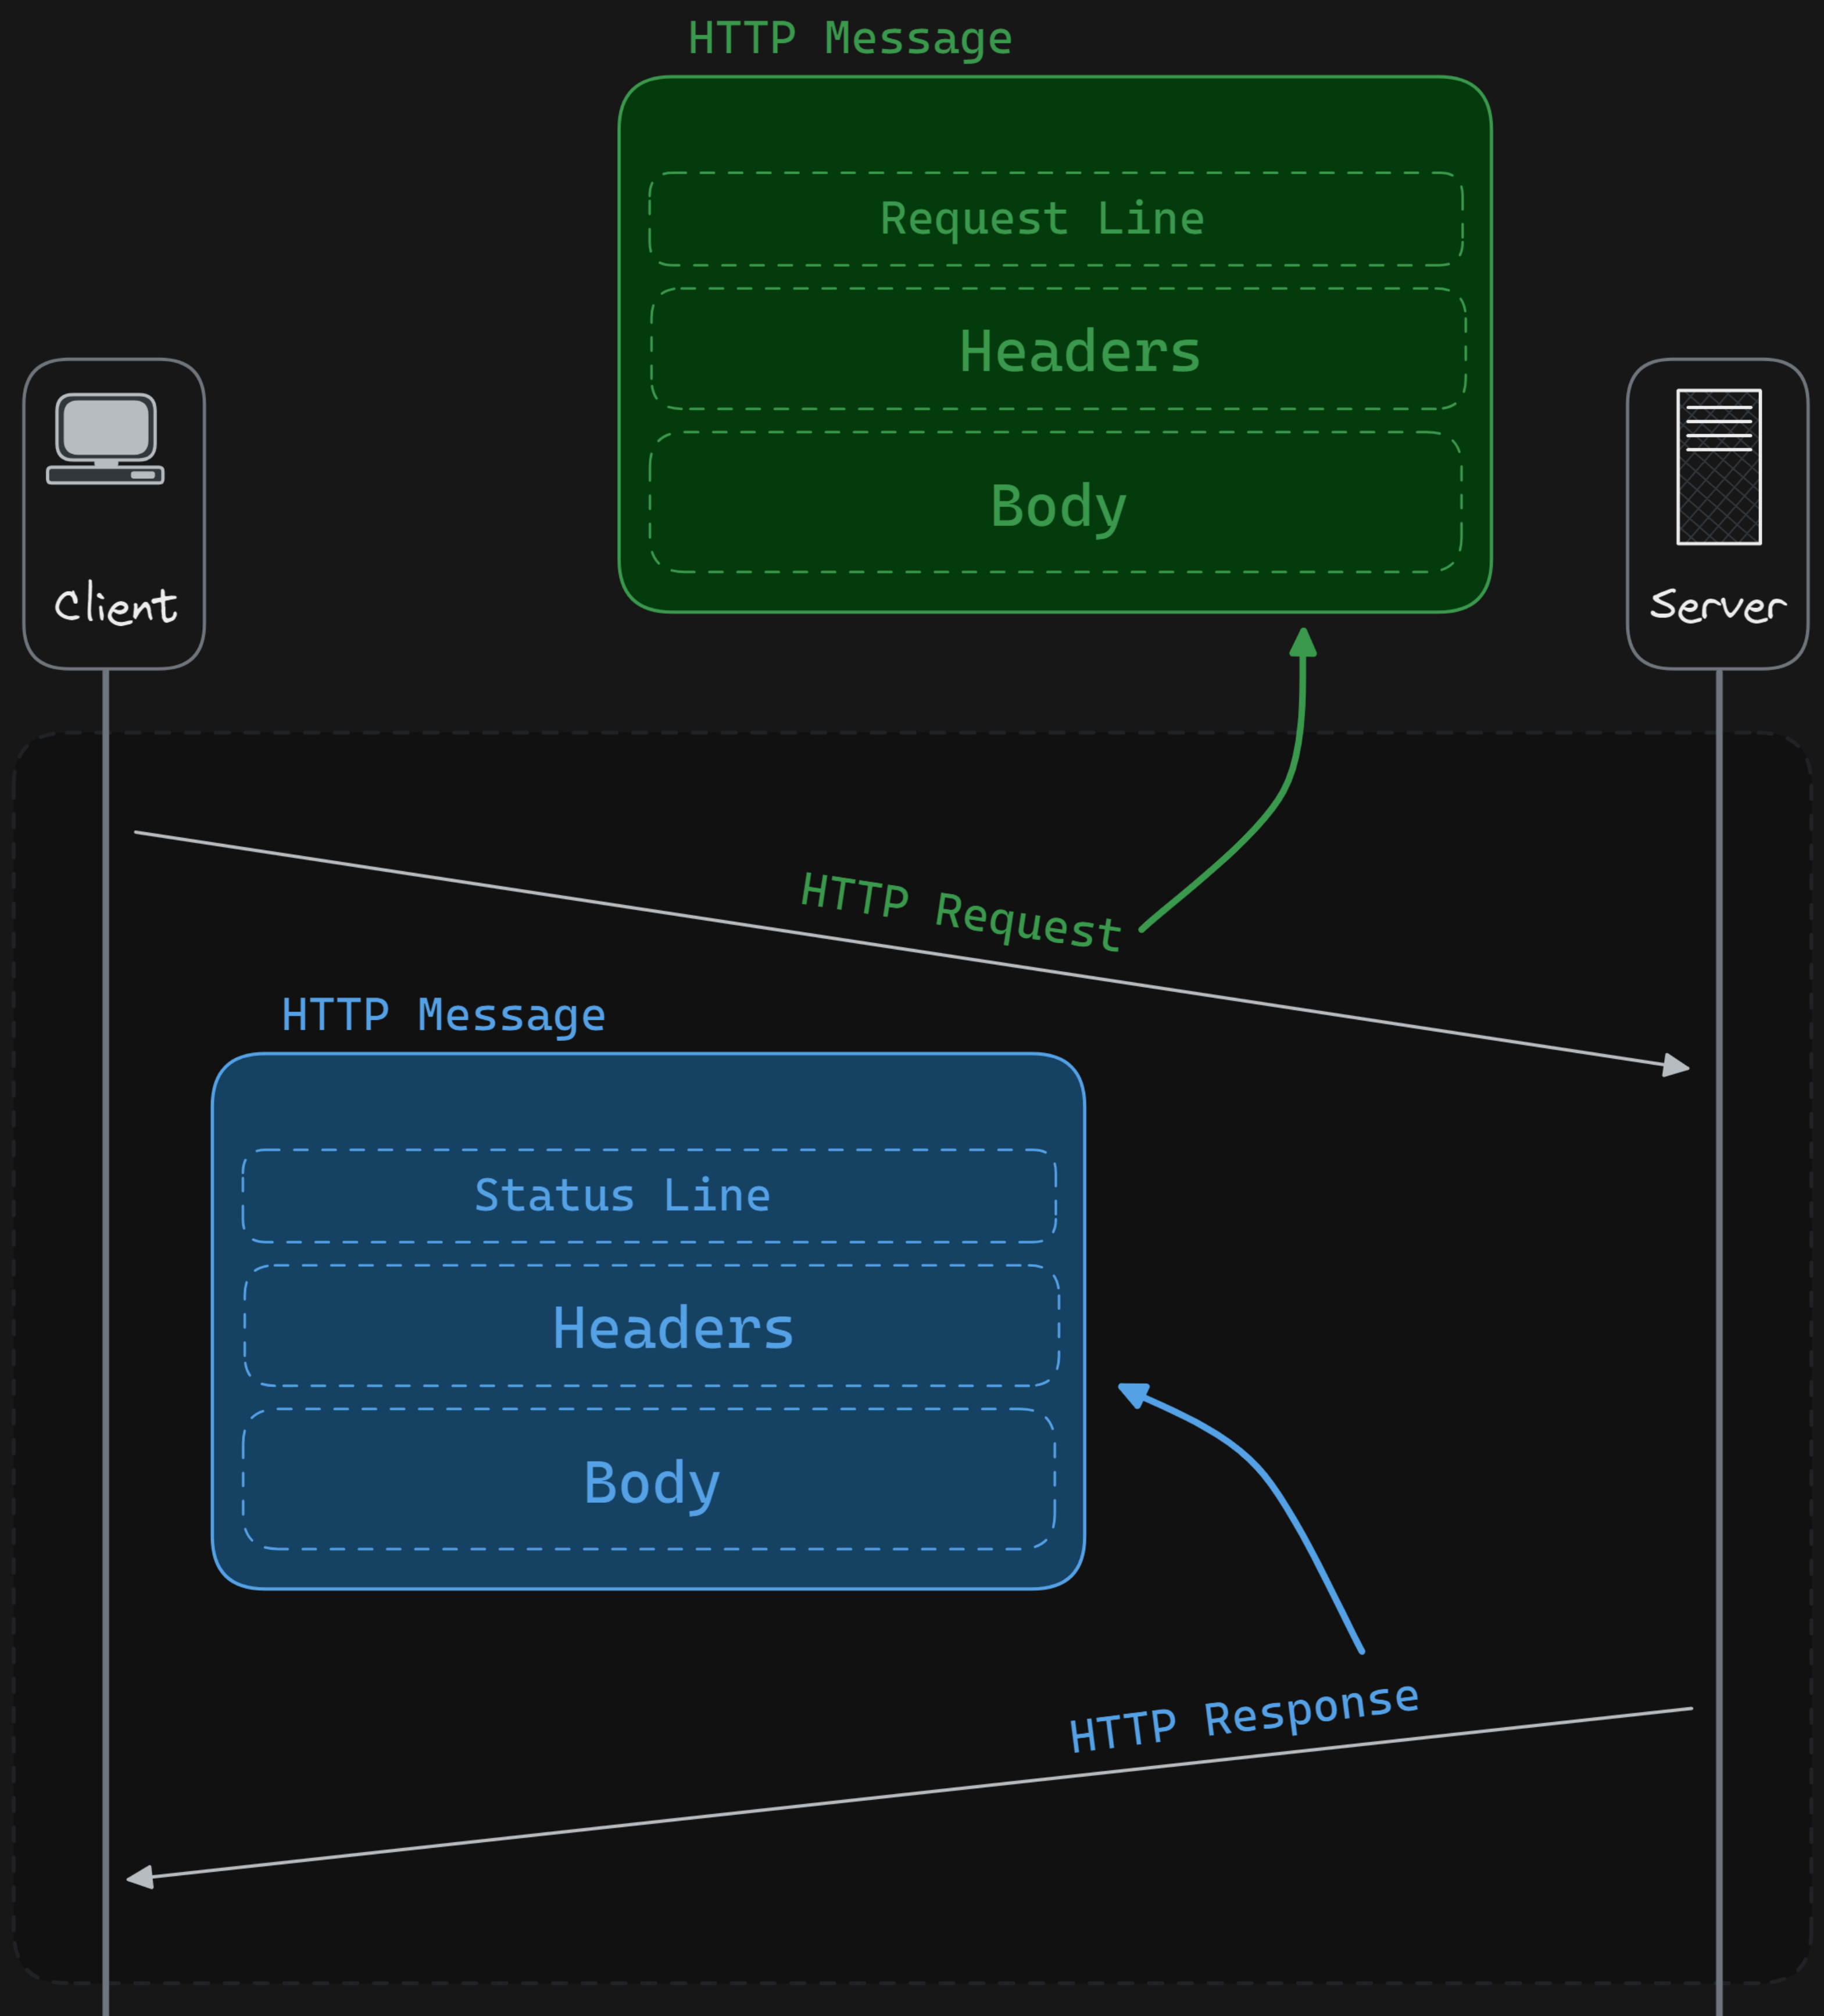 HTTP Message
Request Line
Headers
Body
Client
Server
HTTP Request
HTTP Message
Status Line
Headers
Body
HTTP Response